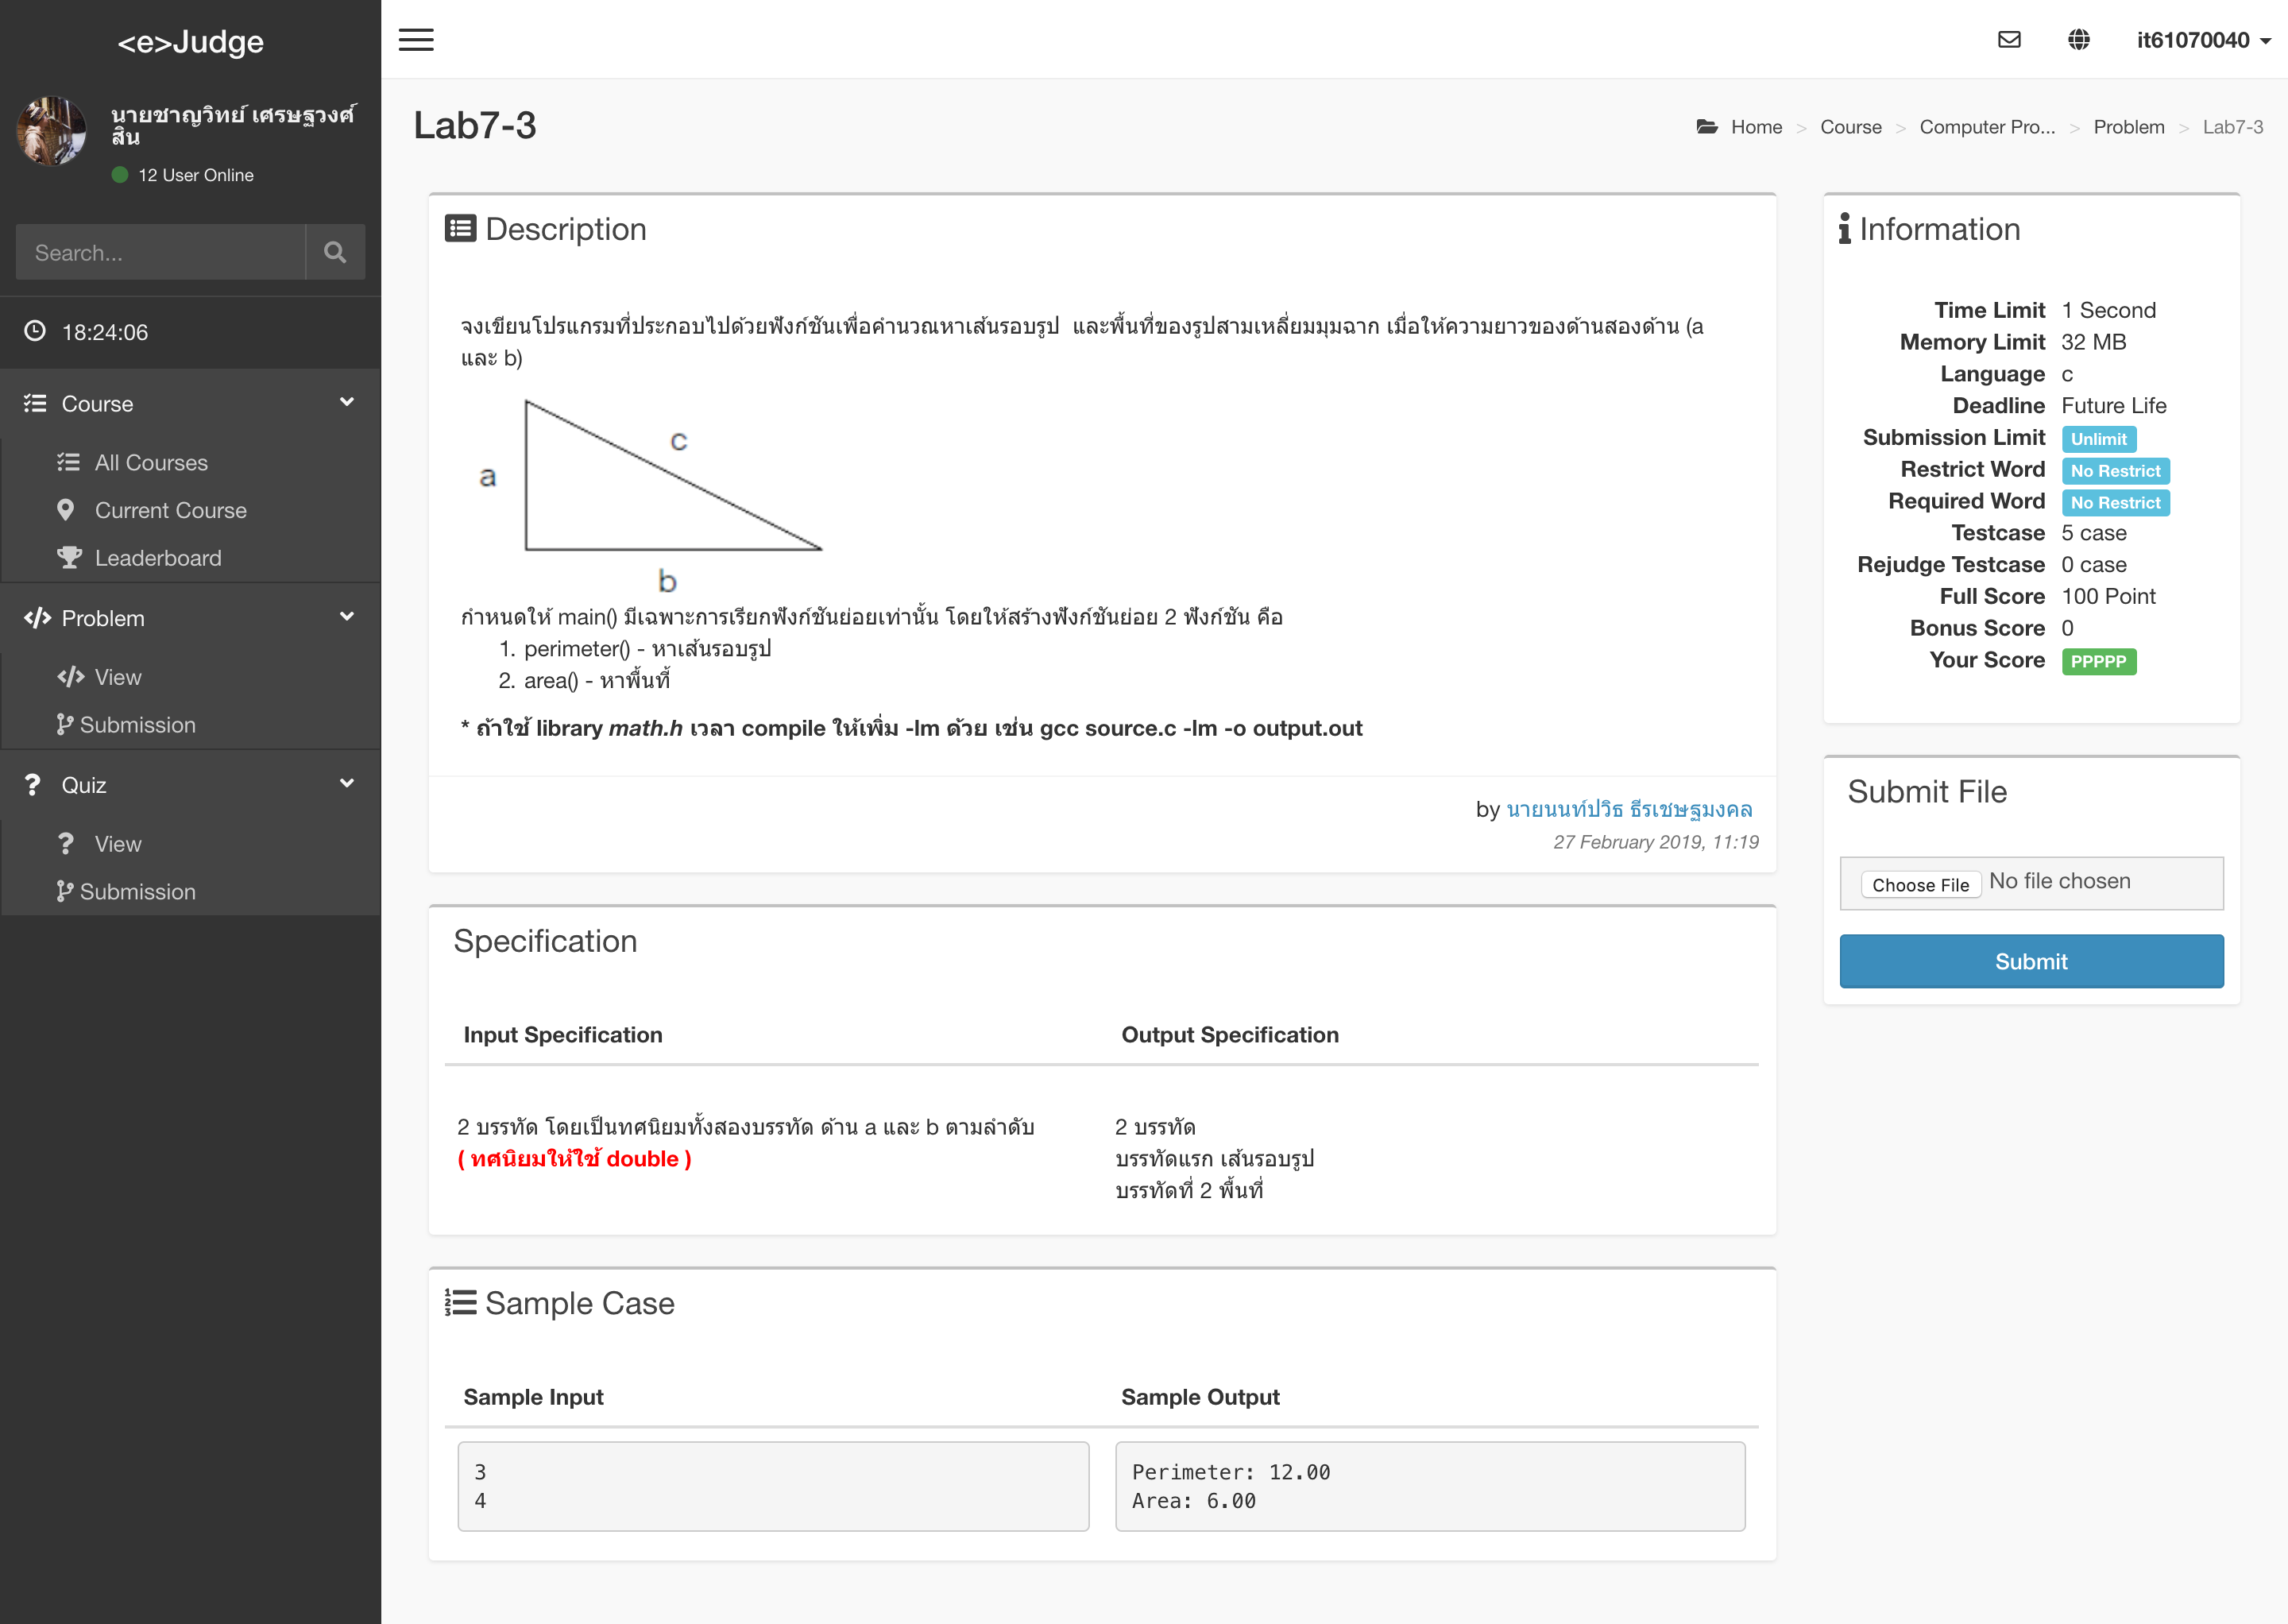 <e>Judge
นายชาญวิทย์ เศรษฐวงศ์
สิน
12 User Online
Search...
18:24:06
Course
All Courses
Current Course
Leaderboard
Problem
View
Submission
Quiz
View
Submission
it61070040
Lab7-3
Home > Course > Computer Pro... > Problem > Lab7-3
Description
จงเขียนโปรแกรมที่ประกอบไปด้วยฟังก์ชันเพื่อคำนวณหาเส้นรอบรูป และพื้นที่ของรูปสามเหลี่ยมมุมฉาก เมื่อให้ความยาวของด้านสองด้าน (a
และ b)
c
a
b
กำหนดให้ main() มีเฉพาะการเรียกฟังก์ชันย่อยเท่านั้น โดยให้สร้างฟังก์ชันย่อย 2 ฟังก์ชัน คือ
1. perimeter() - หาเส้นรอบรูป
2. area() - หาพื้นที่
* ถ้าใช้ library math.h เวลา compile ให้เพิ่ม -lm ด้วย เช่น gcc source.c -lm -o output.out
by นายนนท์ปวิธ ธีรเชษฐมงคล
27 February 2019, 11:19
Specification
Input Specification
Output Specification
2 บรรทัด โดยเป็นทศนิยมทั้งสองบรรทัด ด้าน a และ b ตามลำดับ
( ทศนิยมให้ใช้ double )
2 บรรทัด
บรรทัดแรก เส้นรอบรูป
บรรทัดที่ 2 พื้นที่
Sample Case
Sample Input
Sample Output
3
4
Perimeter: 12.00
Area: 6.00
Information
Time Limit 1 Second
Memory Limit 32 MB
Language c
Deadline Future Life
Submission Limit Unlimit
Restrict Word No Restrict
Required Word No Restrict
Testcase 5 case
Rejudge Testcase 0 case
Full Score 100 Point
Bonus Score 0
Your Score PPPPP
Submit File
Choose File No file chosen
Submit